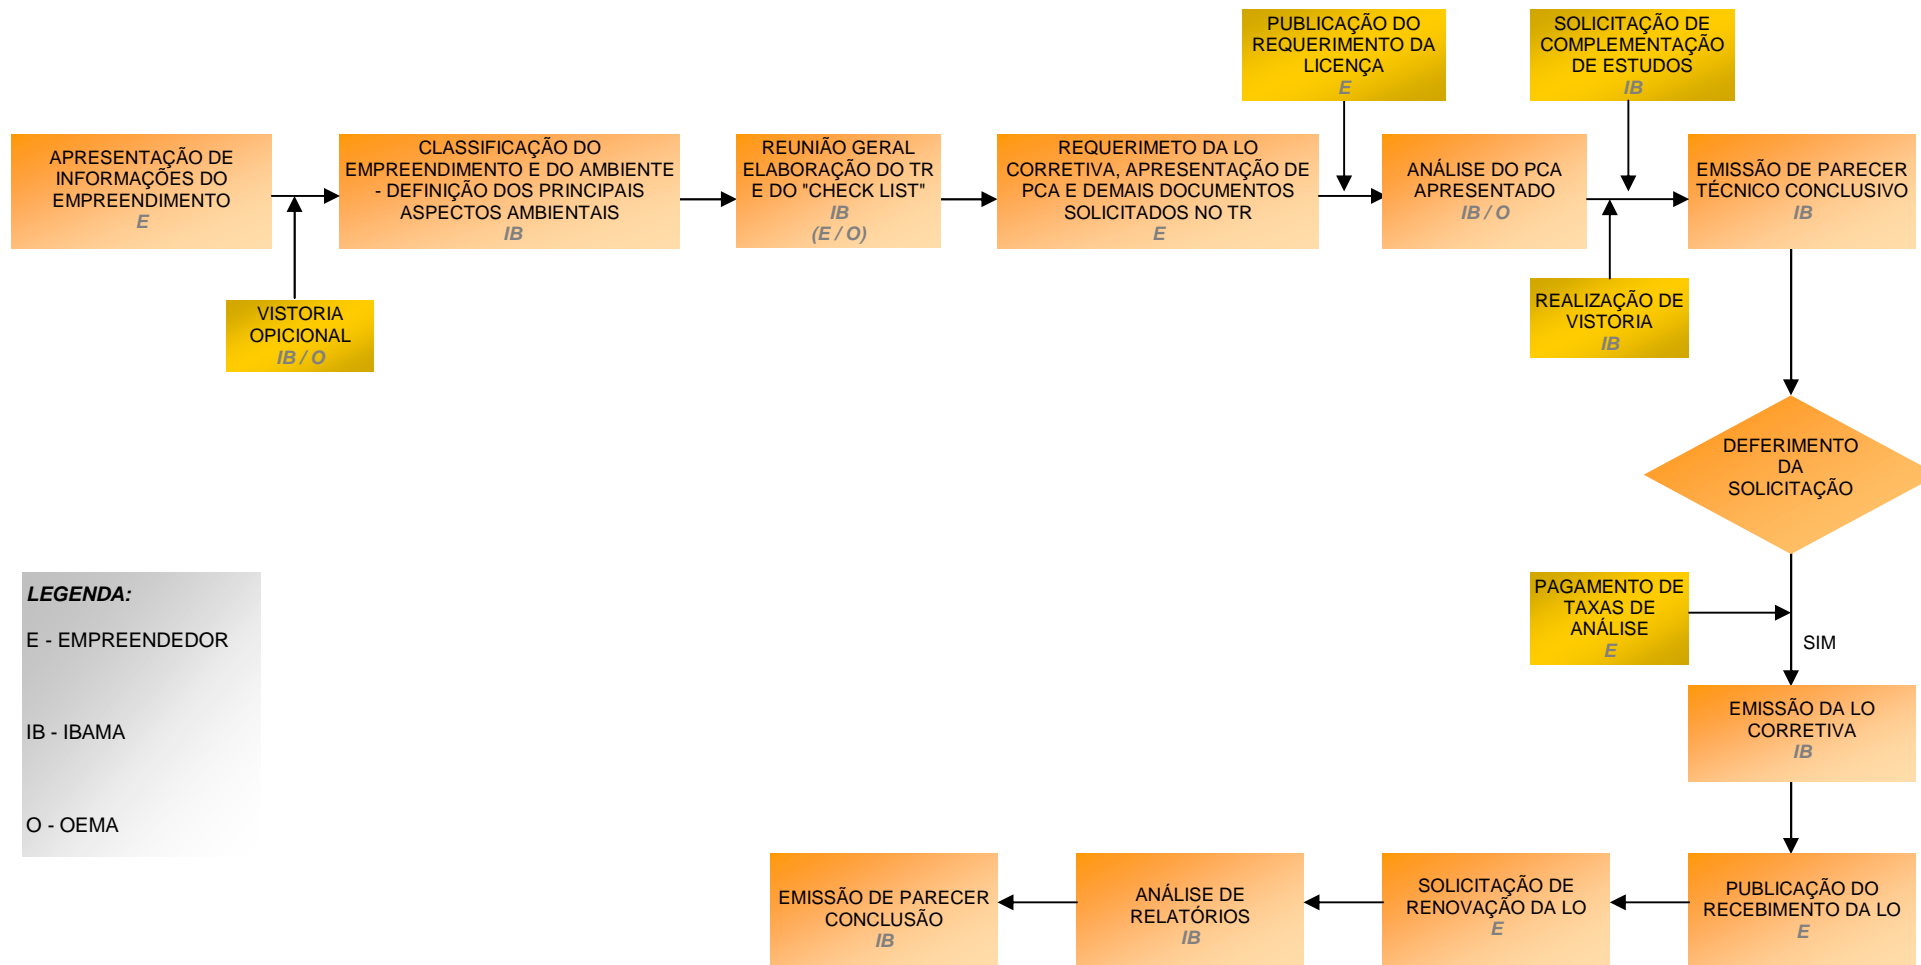 PUBLICAÇÃO DO
REQUERIMENTO DA
LICENÇA
E
SOLICITAÇÃO DE
COMPLEMENTAÇÃO
DE ESTUDOS
IB
APRESENTAÇÃO DE
INFORMAÇÕES DO
EMPREENDIMENTO
E
CLASSIFICAÇÃO DO
EMPREENDIMENTO E DO AMBIENTE
- DEFINIÇÃO DOS PRINCIPAIS
ASPECTOS AMBIENTAIS
IB
REUNIÃO GERAL
ELABORAÇÃO DO TR
E DO "CHECK LIST"
IB
(E / O)
REQUERIMETO DA LO
CORRETIVA, APRESENTAÇÃO DE
PCA E DEMAIS DOCUMENTOS
SOLICITADOS NO TR
E
ANÁLISE DO PCA
APRESENTADO
IB / O
EMISSÃO DE PARECER
TÉCNICO CONCLUSIVO
IB
VISTORIA
OPICIONAL
IB / O
REALIZAÇÃO DE
VISTORIA
IB
DEFERIMENTO
DA
SOLICITAÇÃO
PAGAMENTO DE
TAXAS DE
ANÁLISE
E
SIM
LEGENDA:
E - EMPREENDEDOR
IB - IBAMA
O - OEMA
EMISSÃO DA LO
CORRETIVA
IB
PUBLICAÇÃO DO
RECEBIMENTO DA LO
E
SOLICITAÇÃO DE
RENOVAÇÃO DA LO
E
ANÁLISE DE
RELATÓRIOS
IB
EMISSÃO DE PARECER
CONCLUSÃO
IB